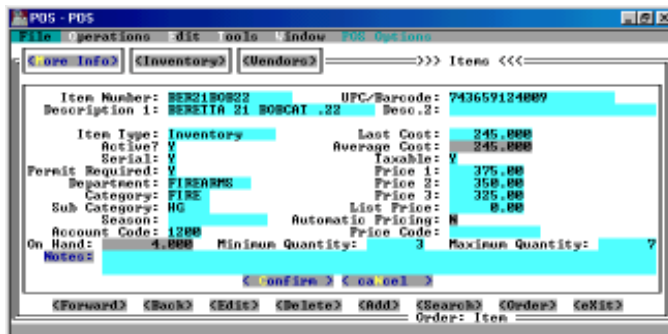 POS - POS
File Operations Edit Tools Window POS Options
<More Info> <Inventory> <Vendors> >>> Items <<<
Item Number: BER21BOB22 UPC/Barcode: 743659124009
Description 1: BERETTA 21 BOBCAT .22 Desc.2:
Item Type: Inventory Last Cost: 245.000
Active? Y Average Cost: 245.000
Serial: Y Taxable: Y
Permit Required: Y Price 1: 375.00
Department: FIREARMS Price 2: 350.00
Category: FIRE Price 3: 325.00
Sub Category: HG List Price: 0.00
Season: Automatic Pricing: N
Account Code: 1200 Price Code:
On Hand: 4.000 Minimum Quantity: 3 Maximum Quantity: 7
Notes:
< Confirm > < caNcel >
<Forward> <Back> <Edit> <Delete> <Add> <Search> <Order> <eXit>
Order: Item